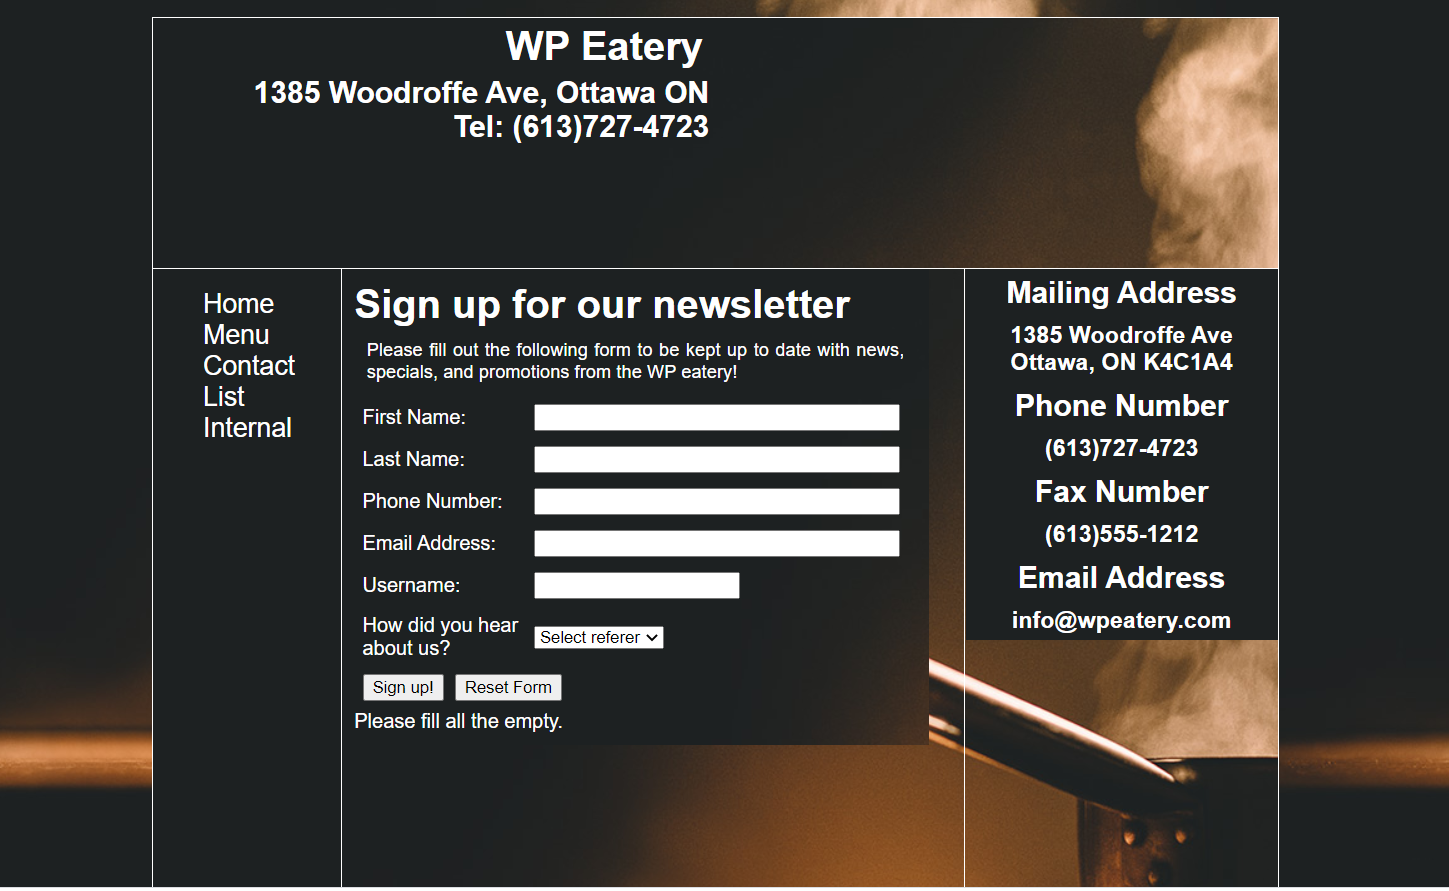 WP Eatery
1385 Woodroffe Ave, Ottawa ON
Tel: (613)727-4723
Home
Menu
Contact
List
Internal
Sign up for our newsletter
Please fill out the following form to be kept up to date with news,
specials, and promotions from the WP eatery!
First Name:
Last Name:
Phone Number:
Email Address:
Username:
How did you hear
about us?
Select referer
Sign up! Reset Form
Please fill all the empty.
Mailing Address
1385 Woodroffe Ave
Ottawa, ON K4C1A4
Phone Number
(613)727-4723
Fax Number
(613)555-1212
Email Address
info@wpeatery.com